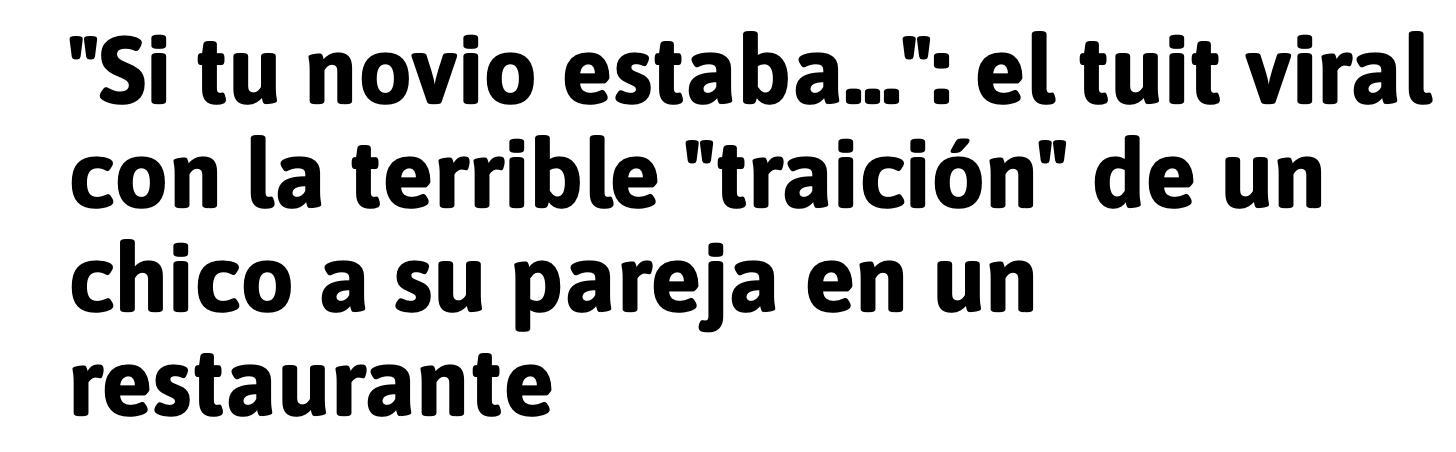 "Si tu novio estaba...": el tuit viral
con la terrible "traición" de un
chico a su pareja en un
restaurante